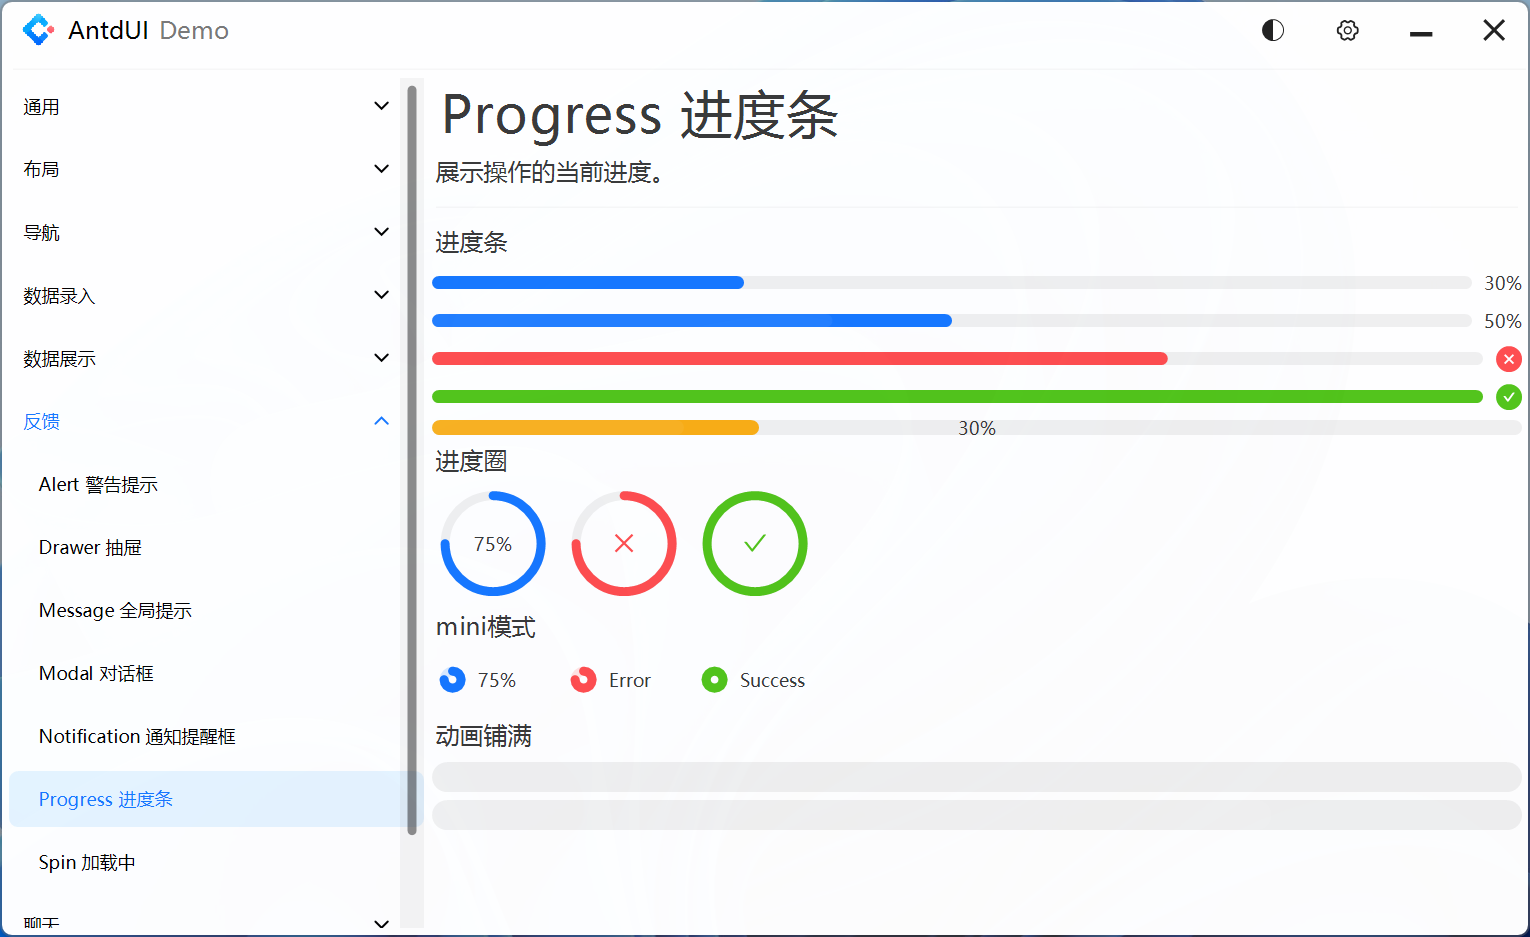 AntdUI Demo
通用
布局
导航
数据录入
数据展示
反馈
Alert 警告提示
Drawer 抽屉
Message 全局提示
Modal 对话框
Notification 通知提醒框
Progress 进度条
Spin 加载中
聊天
Progress 进度条
展示操作的当前进度。
进度条
30%
50%
30%
进度圈
75%
mini模式
75% Error Success
动画铺满